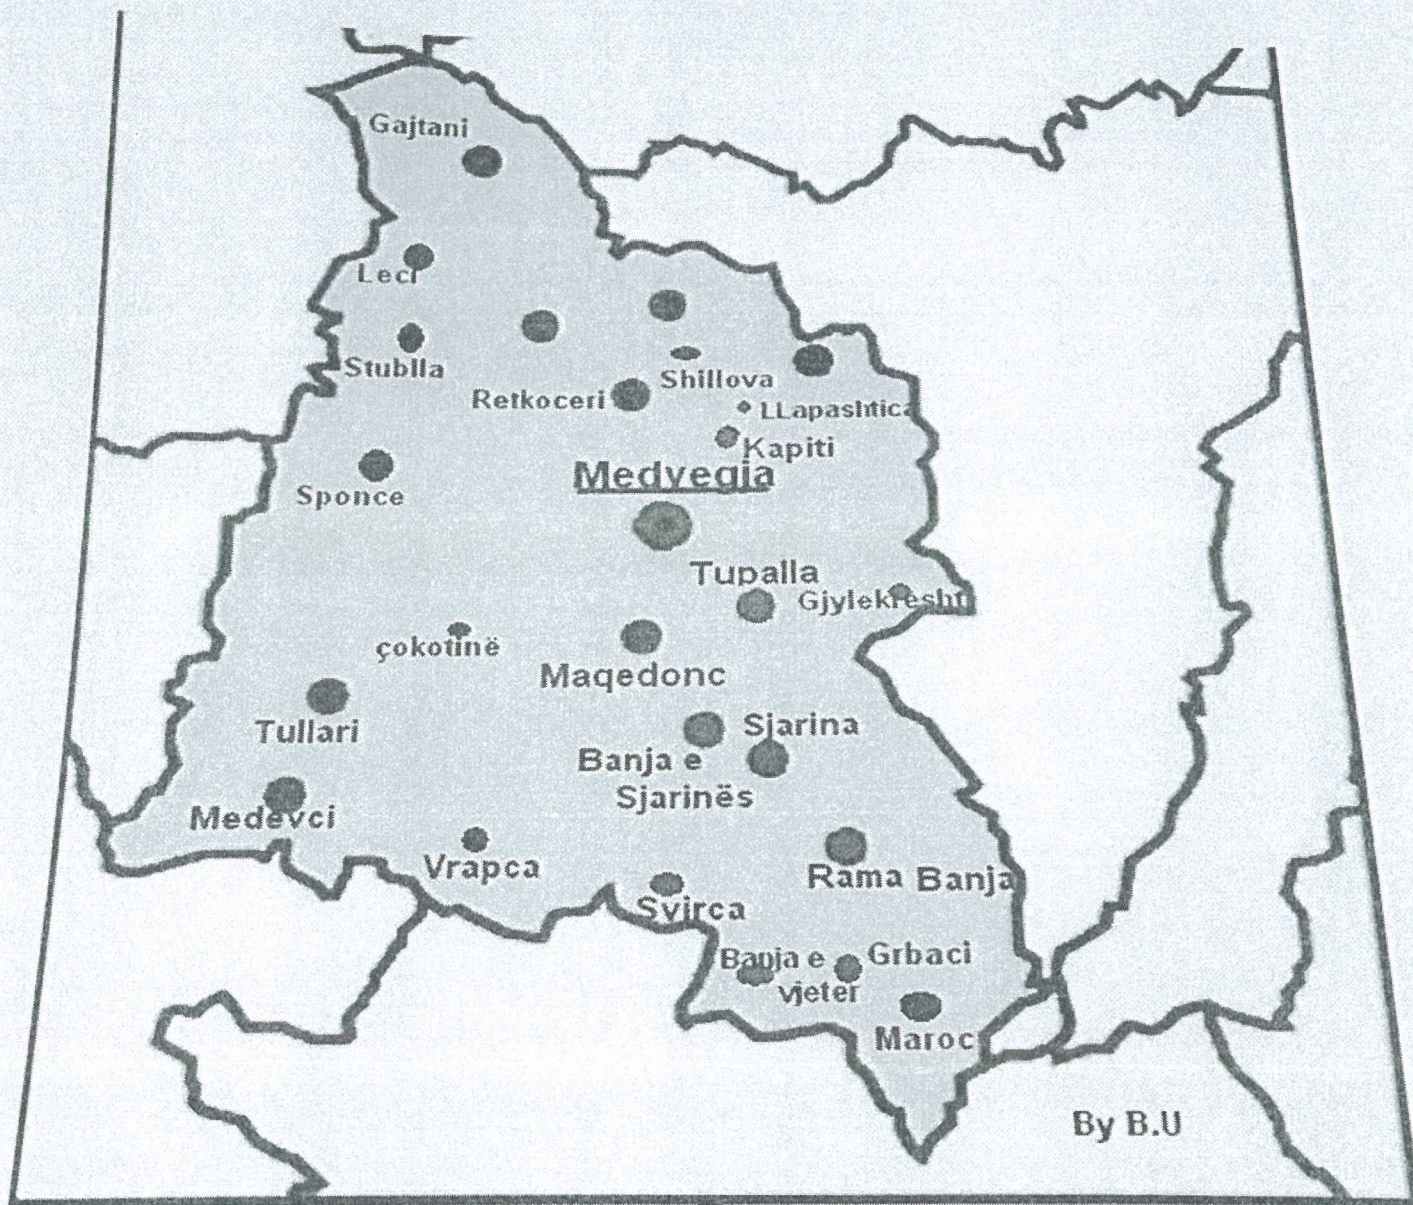 Gajtani
Leci
Stublla
Shillova
Retkoceri
LLapashtica
Kapiti
Medvegja
Sponce
Tupalla
Gjylekresht
çokotinë
Maqedonc
Tullari
Sjarina
Banja e
Sjarinës
Medevci
Vrapca
Rama Banja
Svirca
Banja e
vjeter
Grbaci
Maroc
By B.U